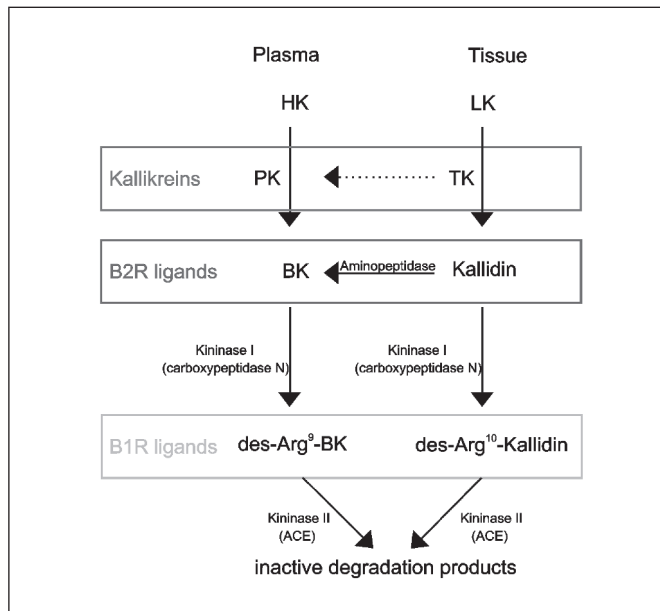 Plasma Tissue
HK LK
Kallikreins PK TK
B2R ligands BK Aminopeptidase Kallidin
Kininase I Kininase I
(carboxypeptidase N) (carboxypeptidase N)
B1R ligands des-Arg⁹-BK des-Arg¹⁰-Kallidin
Kininase II Kininase II
(ACE) (ACE)
inactive degradation products